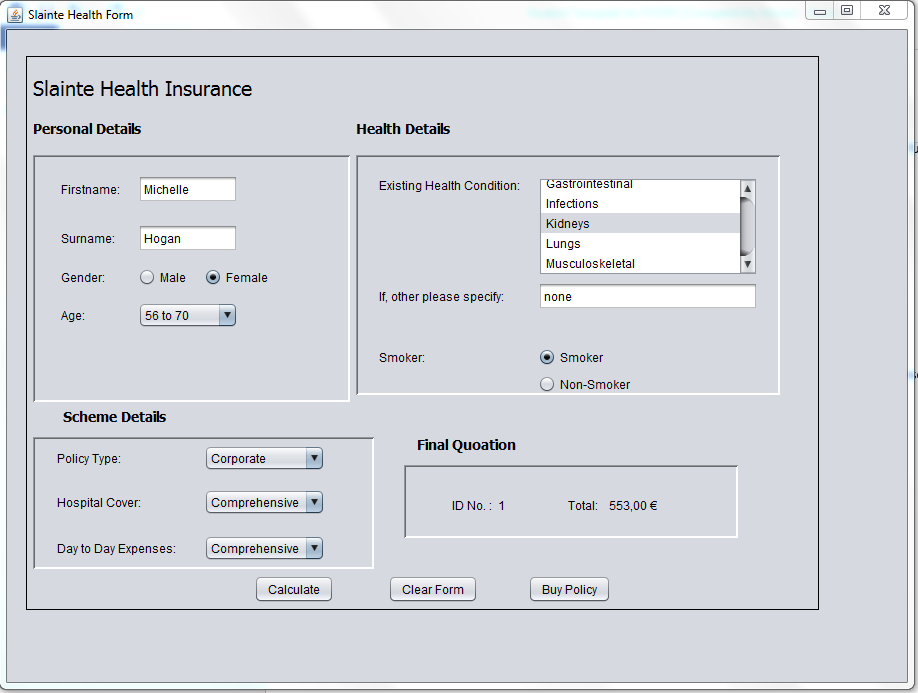 Slainte Health Form
Slainte Health Insurance
Personal Details
Firstname: Michelle
Surname: Hogan
Gender: Male Female
Age: 56 to 70
Health Details
Existing Health Condition:
Gastrointestinal
Infections
Kidneys
Lungs
Musculoskeletal
If, other please specify: none
Smoker: Smoker
Non-Smoker
Scheme Details
Policy Type: Corporate
Hospital Cover: Comprehensive
Day to Day Expenses: Comprehensive
Final Quoation
ID No. : 1 Total: 553,00 €
Calculate Clear Form Buy Policy